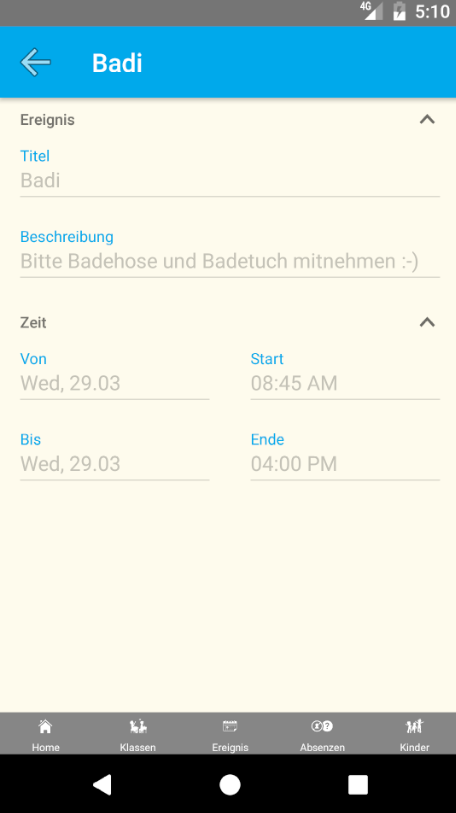 4G 5:10
Badi
Ereignis
Titel
Badi
Beschreibung
Bitte Badehose und Badetuch mitnehmen :-)
Zeit
Von Start
Wed, 29.03 08:45 AM
Bis Ende
Wed, 29.03 04:00 PM
Home Klassen Ereignis Absenzen Kinder